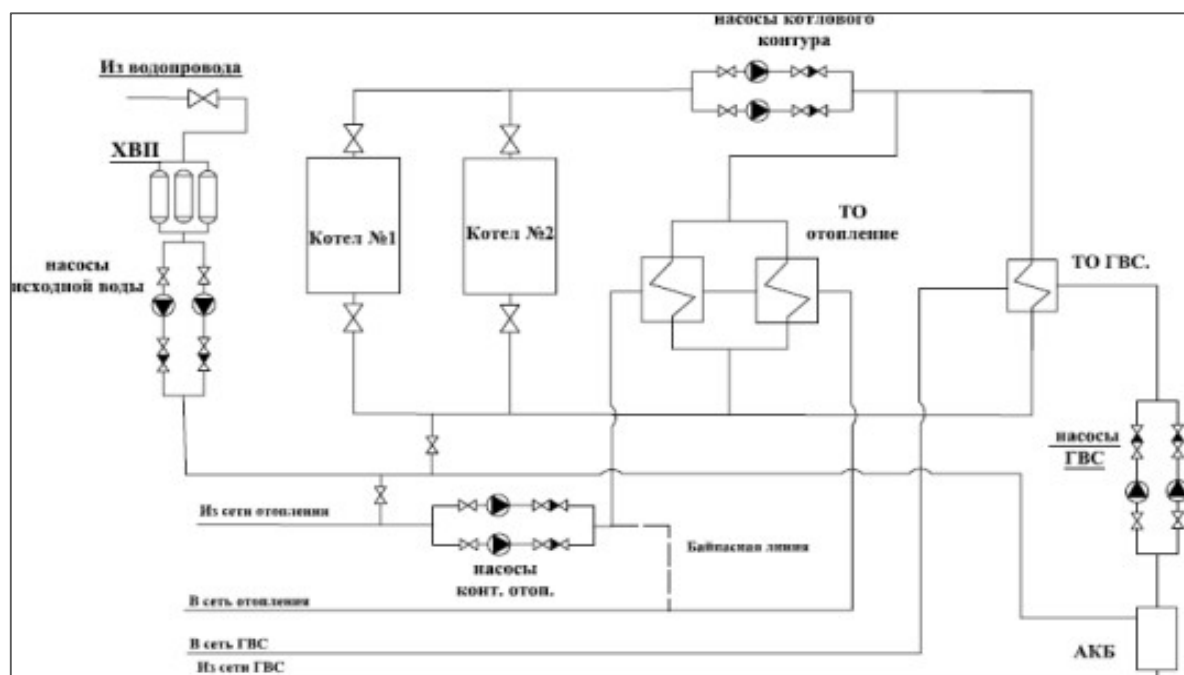 насосы котлового
контура
Из водопровода
ХВП
Котел №1
Котел №2
ТО
отопление
ТО ГВС.
насосы
исходной воды
насосы
ГВС
Из сети отопления
Байпасная линия
насосы
конт. отоп.
В сеть отопления
В сеть ГВС
Из сети ГВС
АКБ